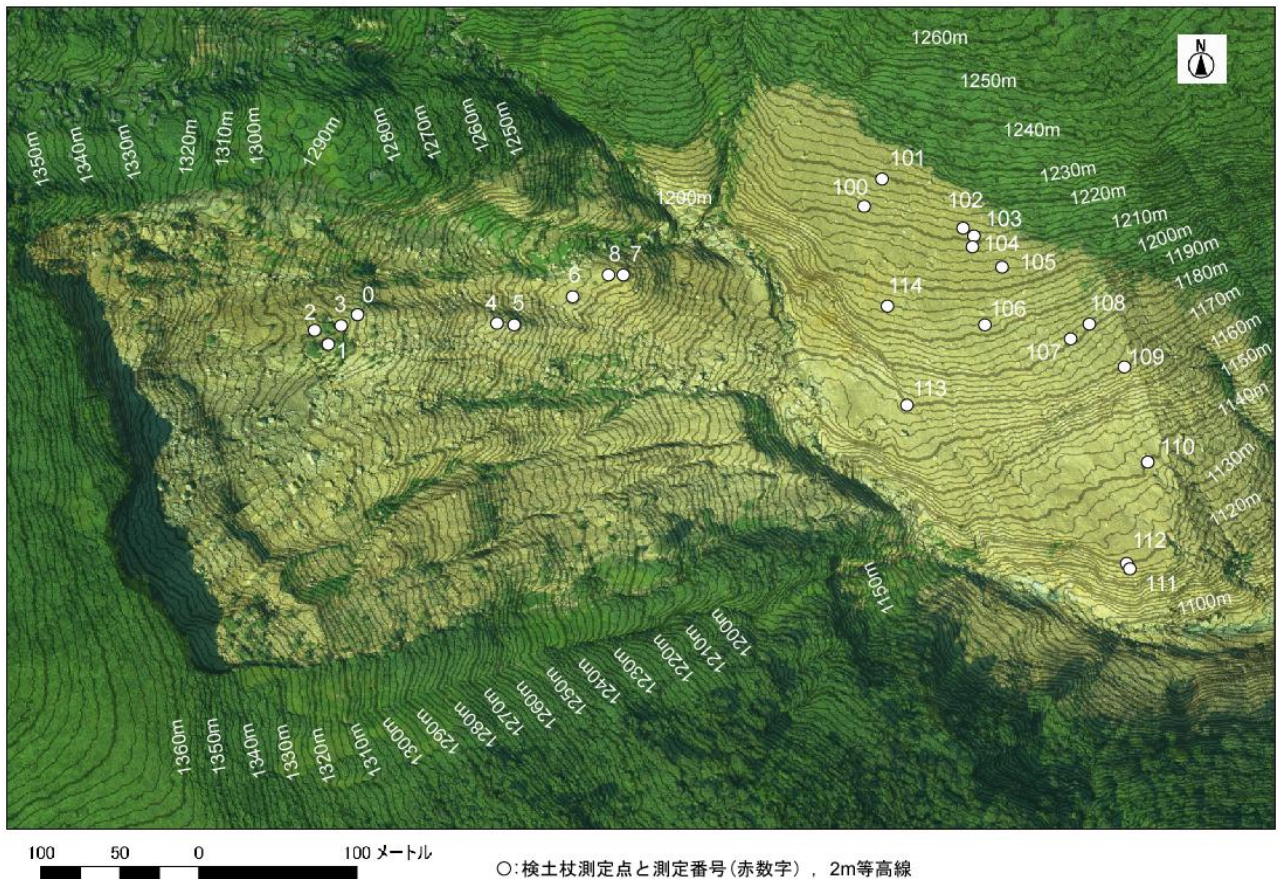 N
1260m
1250m
1240m
1230m
1220m
1210m
1200m
1190m
1180m
1170m
1160m
1150m
1140m
1130m
1120m
1100m
1350m
1340m
1330m
1320m
1310m
1300m
1290m
1280m
1270m
1260m
1250m
1200m
101
100
102
103
104
105
114
106
108
107
109
113
110
112
111
8 7
6
0
3
2
4 5
1
1150m
1200m
1210m
1220m
1230m
1240m
1250m
1260m
1270m
1280m
1290m
1300m
1310m
1320m
1330m
1340m
1350m
1360m
100 50 0 100 メートル
○:検土杖測定点と測定番号(赤数字) , 2m等高線